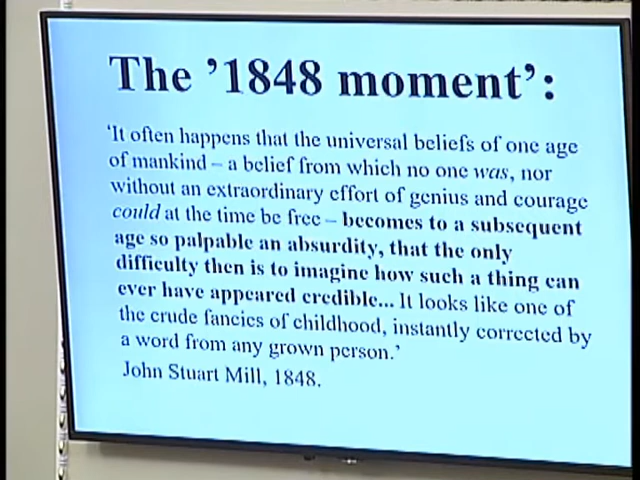 The '1848 moment':
'It often happens that the universal beliefs of one age
of mankind – a belief from which no one was, nor
without an extraordinary effort of genius and courage
could at the time be free – becomes to a subsequent
age so palpable an absurdity, that the only
difficulty then is to imagine how such a thing can
ever have appeared credible... It looks like one of
the crude fancies of childhood, instantly corrected by
a word from any grown person.'
John Stuart Mill, 1848.